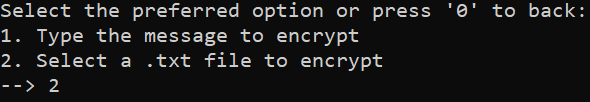 Select the preferred option or press '0' to back:
1. Type the message to encrypt
2. Select a .txt file to encrypt
--> 2